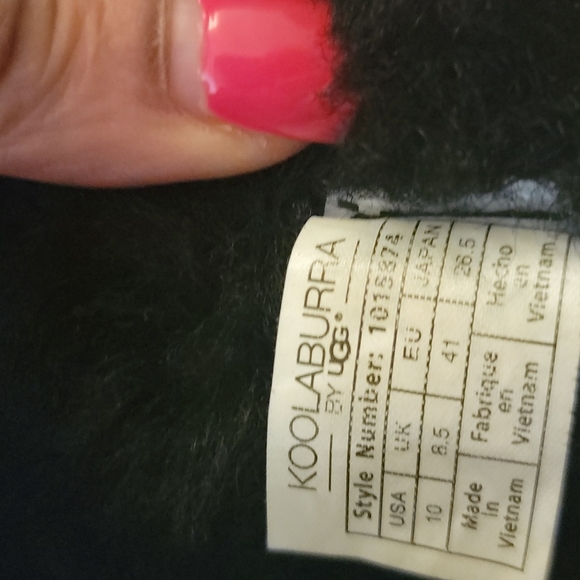 KOOLABURRA
BY UGG®
Style Number:
USA UK EU JAPAN
10 8.5 41 26.5
Made in Vietnam
Fabriqué en Vietnam
Hecho en Vietnam